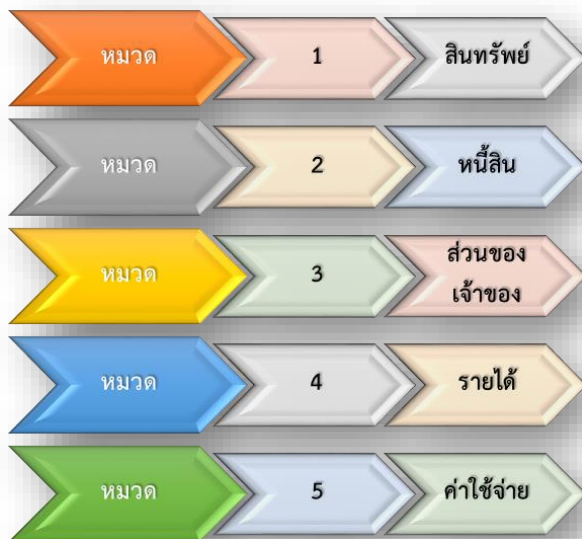 หมวด 1 สินทรัพย์
หมวด 2 หนี้สิน
หมวด 3 ส่วนของ
เจ้าของ
หมวด 4 รายได้
หมวด 5 ค่าใช้จ่าย